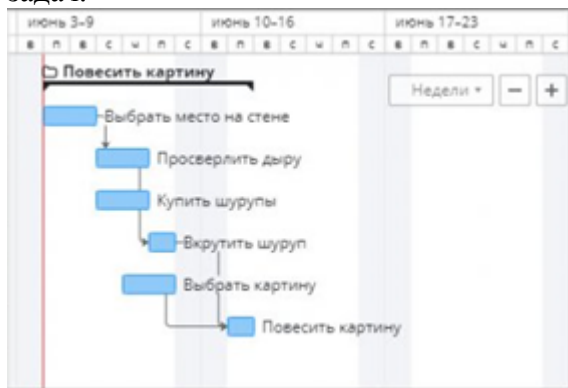 июнь 3-9 июнь 10-16 июнь 17-23
в п в с ч п с в п в с ч п с в п в с ч п с
Повесить картину
Недели − +
Выбрать место на стене
Просверлить дыру
Купить шурупы
Вкрутить шуруп
Выбрать картину
Повесить картину